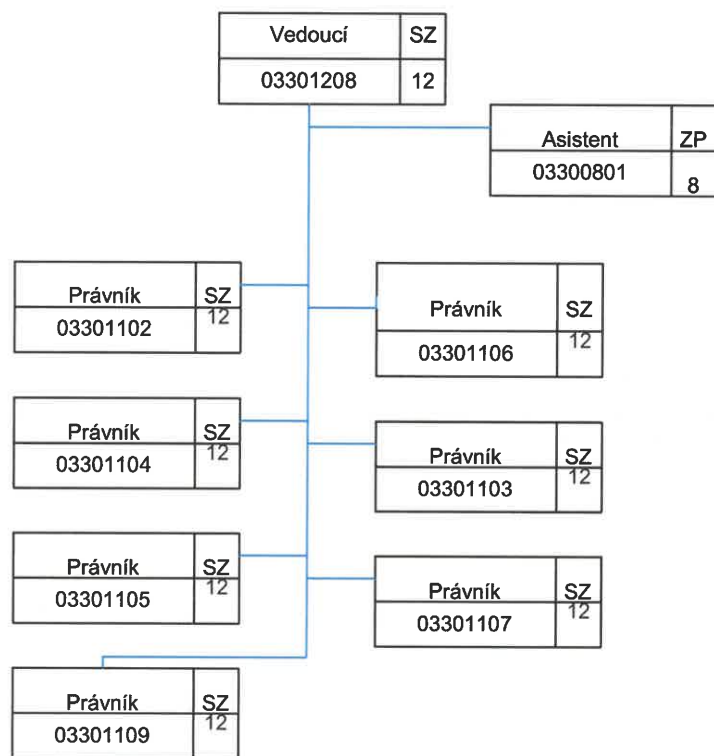 Vedoucí SZ
03301208 12
Asistent ZP
03300801 8
Právník SZ
03301102 12
Právník SZ
03301106 12
Právník SZ
03301104 12
Právník SZ
03301103 12
Právník SZ
03301105 12
Právník SZ
03301107 12
Právník SZ
03301109 12